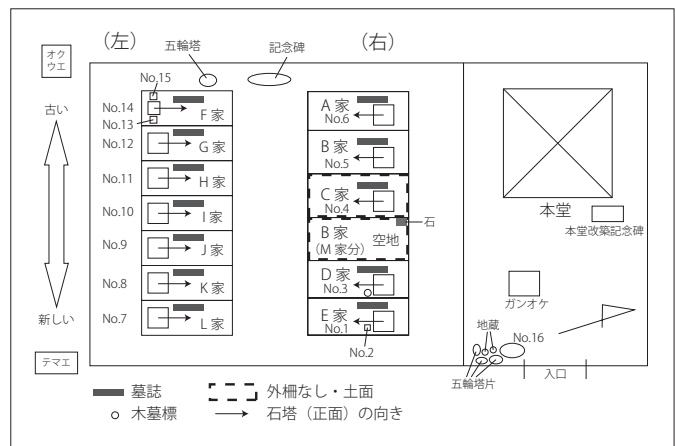 オク
ウエ
古い
新しい
テマエ
(左)
五輪塔
記念碑
(右)
No.15
No.14
No.13
F 家
No.12
G 家
No.11
H 家
No.10
I 家
No.9
J 家
No.8
K 家
No.7
L 家
A 家
No.6
B 家
No.5
C 家
No.4
石
B 家
(M 家分)
空地
D 家
No.3
E 家
No.1
No.2
本堂
本堂改築記念碑
ガンオケ
地蔵
No.16
五輪塔片
入口
墓誌
外柵なし・土面
木墓標
石塔(正面)の向き